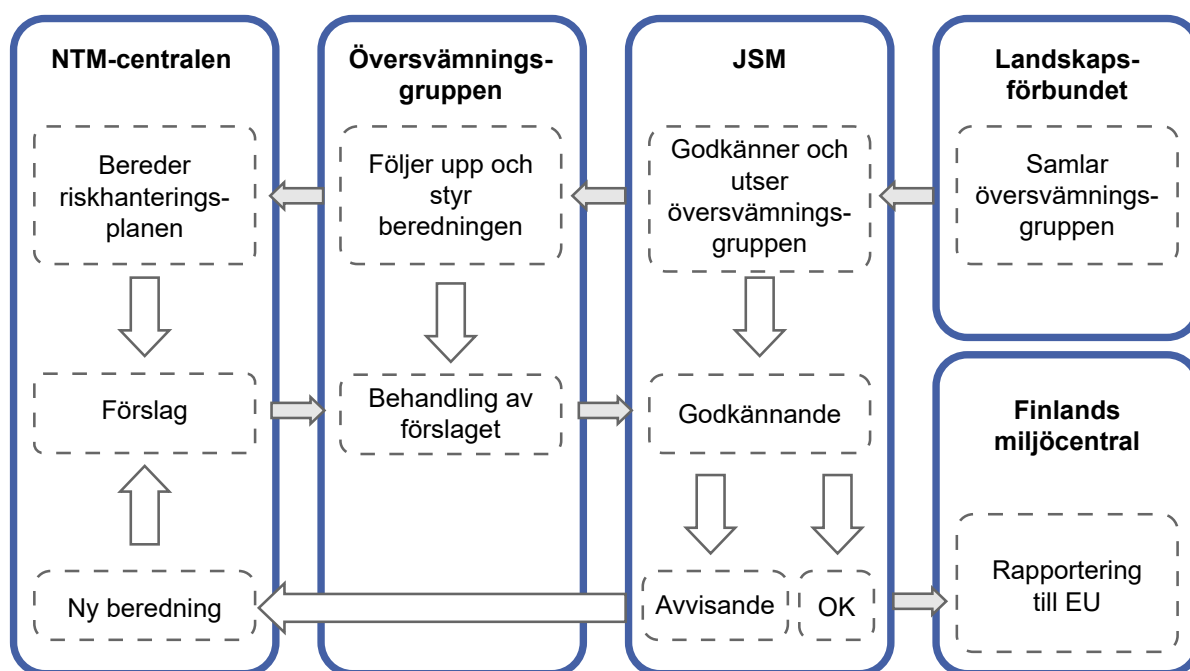 NTM-centralen
Bereder
riskhanterings-
planen
Förslag
Ny beredning
Översvämnings-
gruppen
Följer upp och
styr
beredningen
Behandling av
förslaget
JSM
Godkänner och
utser
översvämnings-
gruppen
Godkännande
Avvisande
OK
Landskaps-
förbundet
Samlar
översvämnings-
gruppen
Finlands
miljöcentral
Rapportering
till EU